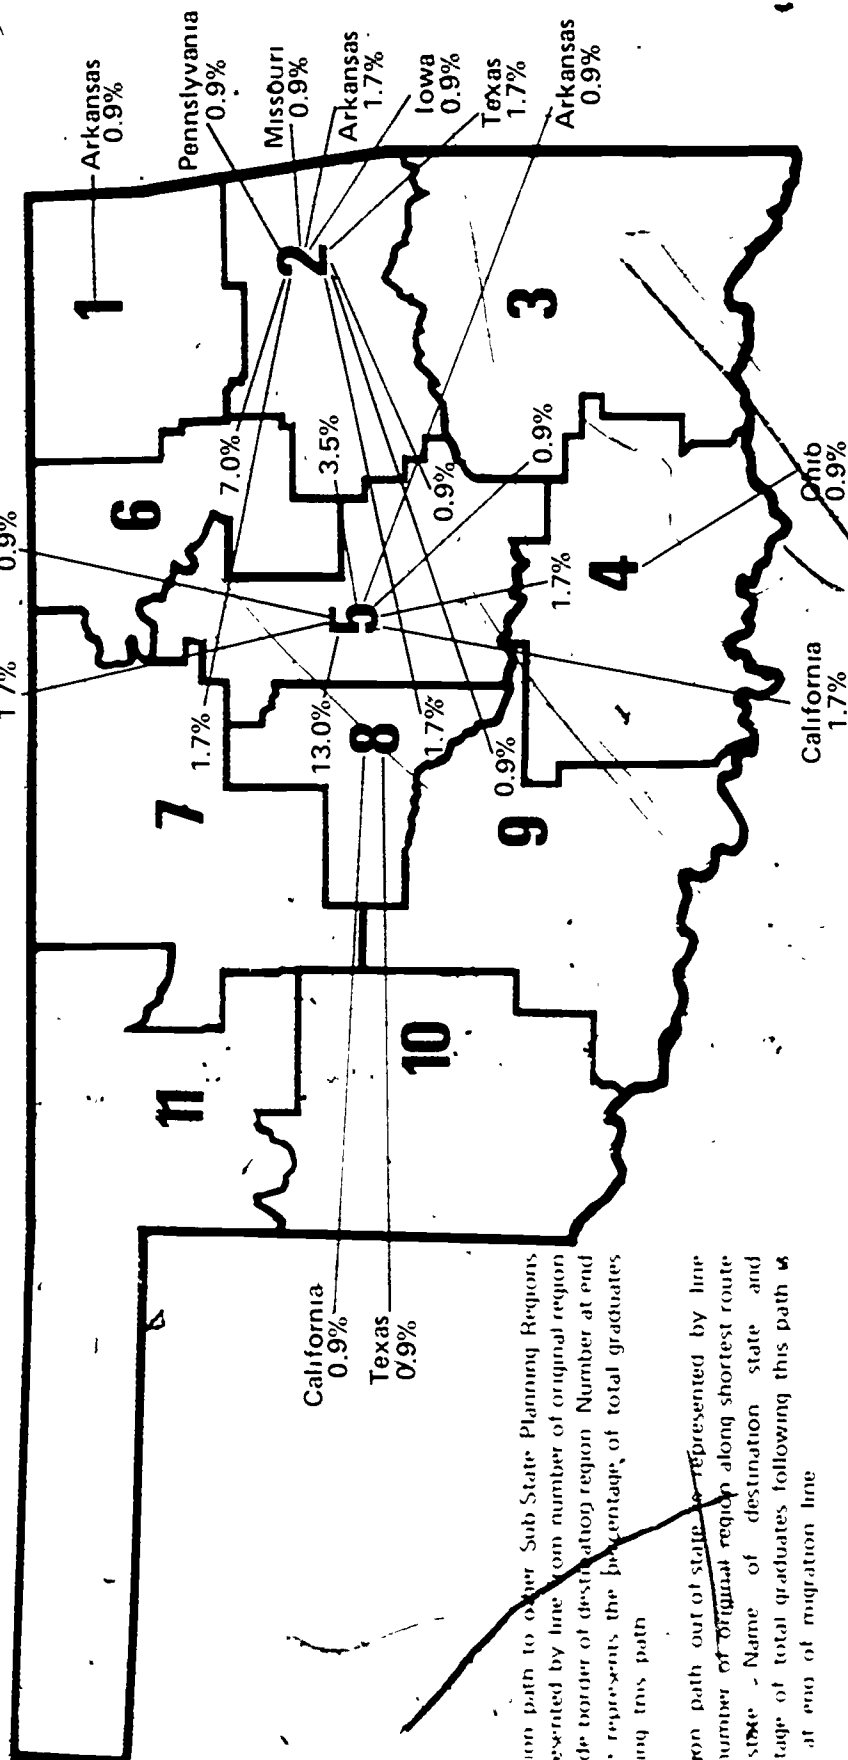 0.9%
1.7%
Arkansas
0.9%
Pennslyvania
0.9%
Missouri
0.9%
Arkansas
1.7%
Iowa
0.9%
Texas
1.7%
Arkansas
0.9%
1
2
3
6
7.0%
3.5%
0.9%
0.9%
5
4
1.7%
Ohio
0.9%
1.7%
13.0%
8
1.7%
0.9%
California
1.7%
7
9
11
10
California
0.9%
Texas
0.9%
path to other Sub State Planning Regions
by line from number of original region
border of destination region Number at end
represents the percentage of total graduates
this path
path out of state is represented by line
number of original region along shortest route
state - Name of destination state and
of total graduates following this path is
at end of migration line